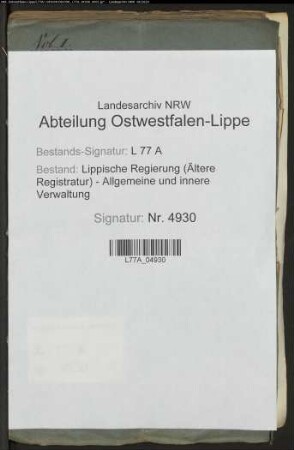 Vol. I.
Landesarchiv NRW
Abteilung Ostwestfalen-Lippe
Bestands-Signatur: L 77 A
Bestand: Lippische Regierung (Ältere
Registratur) - Allgemeine und innere
Verwaltung
Signatur: Nr. 4930
L77A_04930